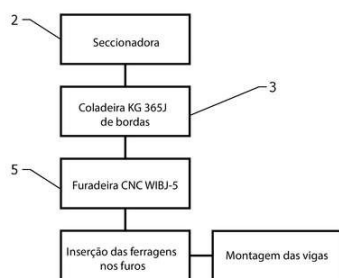 2
Seccionadora
Coladeira KG 365J
de bordas
3
5
Furadeira CNC WIBJ-5
Inserção das ferragens
nos furos
Montagem das vigas